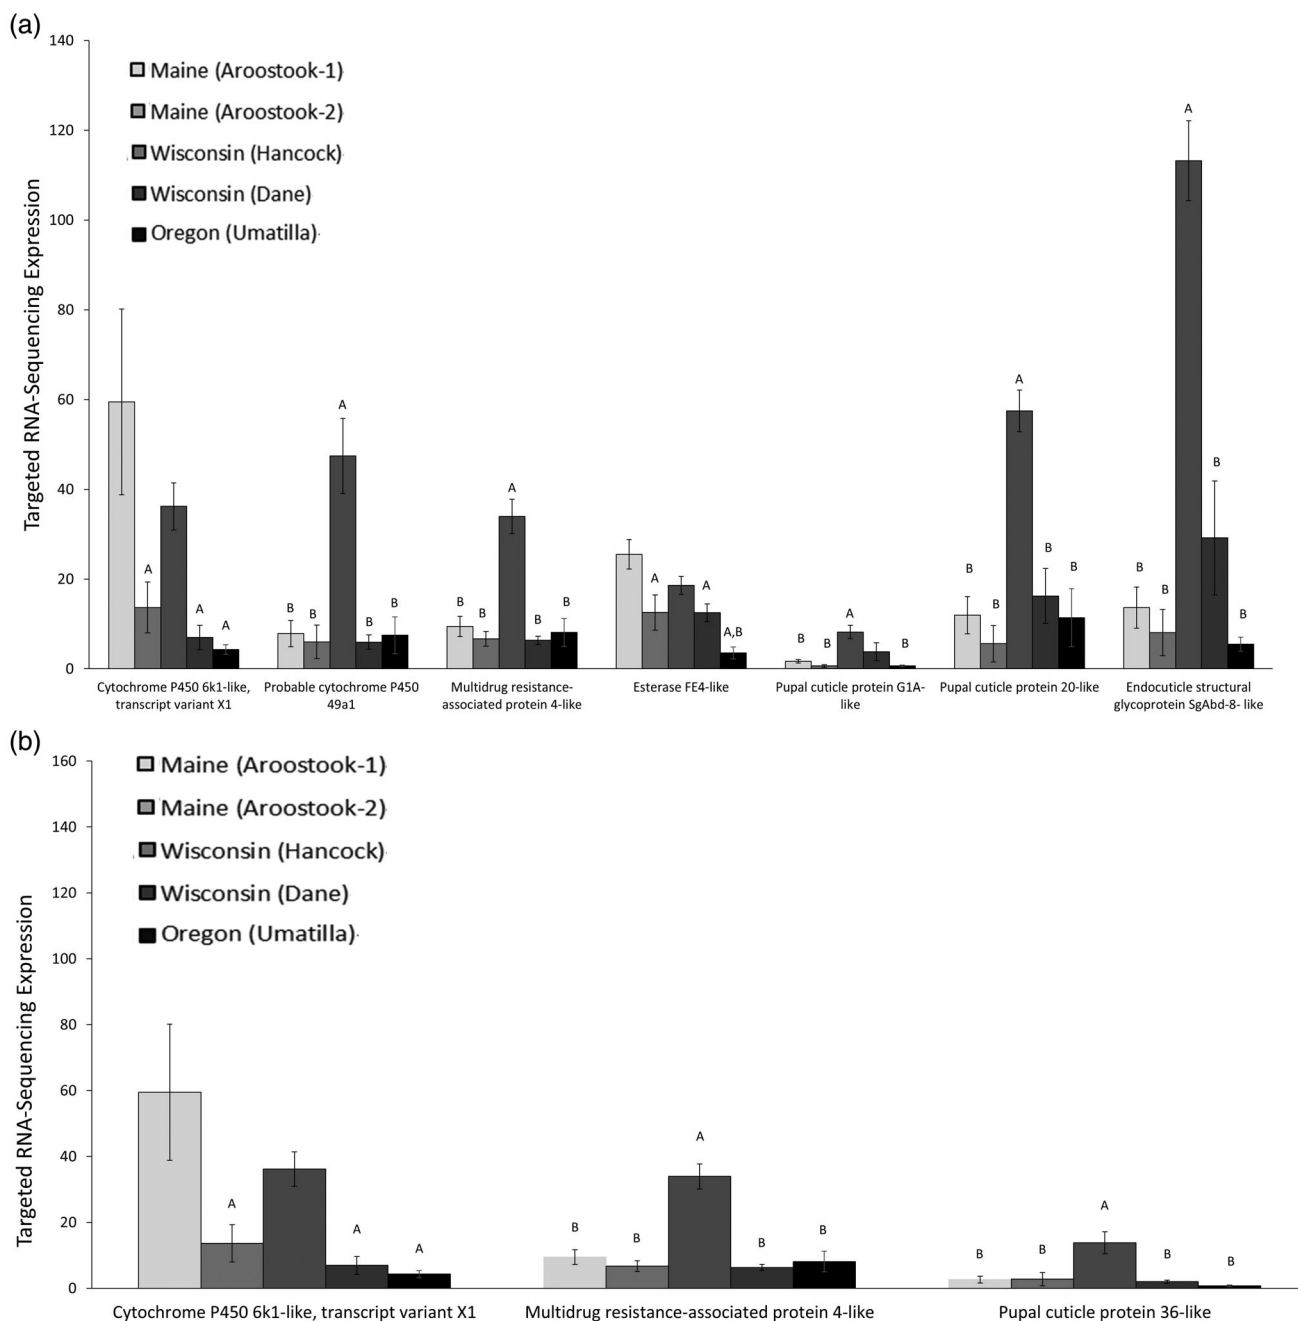 (a)
140
120
100
80
60
40
20
0
Targeted RNA-Sequencing Expression
Maine (Aroostook-1)
Maine (Aroostook-2)
Wisconsin (Hancock)
Wisconsin (Dane)
Oregon (Umatilla)
A
A
A
B
B
A
B
B
B
B
A
B
B
A
A
A,B
B
B
A
B
B
B
A
B
B
B
B
A
B
B
Cytochrome P450 6k1-like,
transcript variant X1
Probable cytochrome P450
49a1
Multidrug resistance-
associated protein 4-like
Esterase FE4-like
Pupal cuticle protein G1A-
like
Pupal cuticle protein 20-like
Endocuticle structural
glycoprotein SgAbd-8- like
(b)
160
140
120
100
80
60
40
20
0
Targeted RNA-Sequencing Expression
Maine (Aroostook-1)
Maine (Aroostook-2)
Wisconsin (Hancock)
Wisconsin (Dane)
Oregon (Umatilla)
A
A
A
B
B
A
B
B
B
B
A
B
B
Cytochrome P450 6k1-like, transcript variant X1
Multidrug resistance-associated protein 4-like
Pupal cuticle protein 36-like